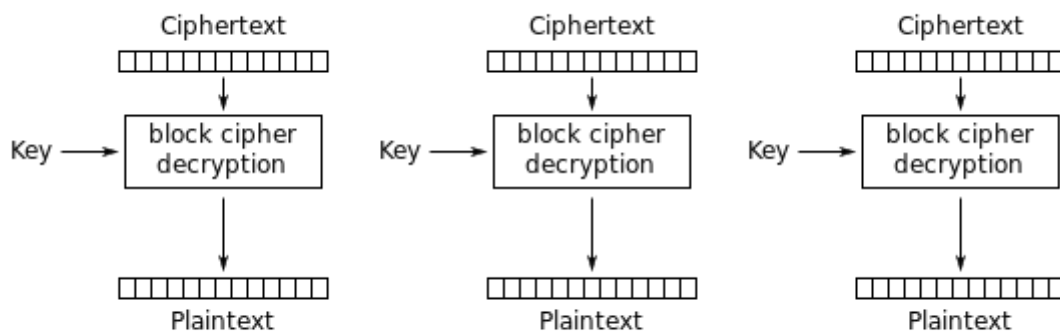 Ciphertext Ciphertext Ciphertext
Key block cipher decryption Key block cipher decryption Key block cipher decryption
Plaintext Plaintext Plaintext